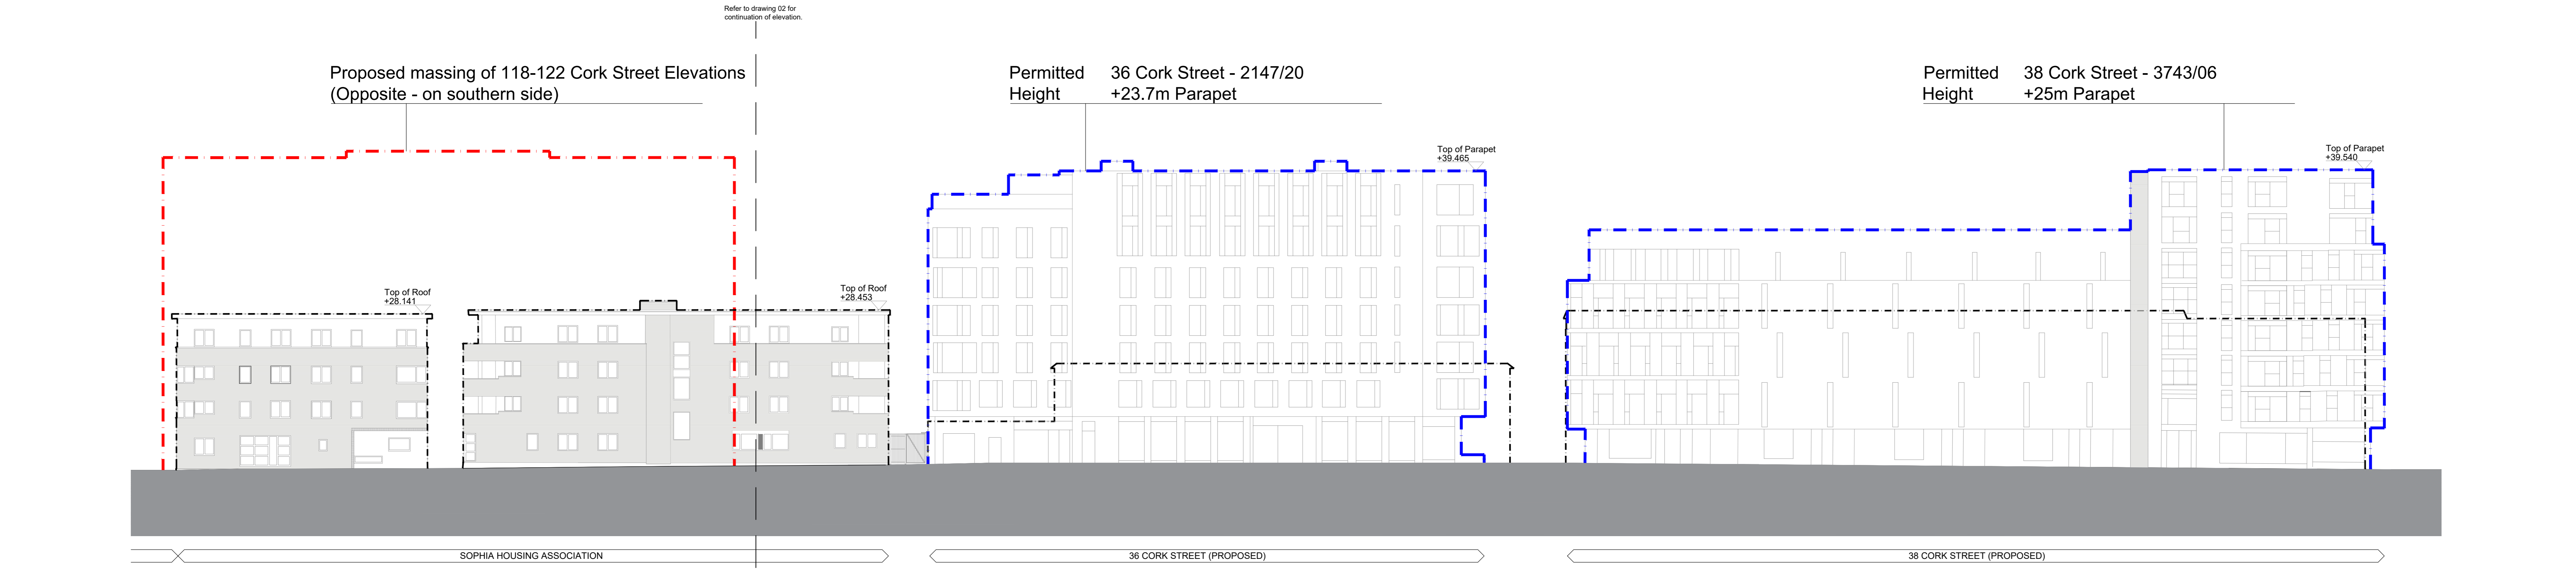 Refer to drawing 02 for
continuation of elevation.
Proposed massing of 118-122 Cork Street Elevations
(Opposite - on southern side)
Permitted 36 Cork Street - 2147/20
Height +23.7m Parapet
Permitted 38 Cork Street - 3743/06
Height +25m Parapet
Top of Parapet
+39.465
Top of Parapet
+39.540
Top of Roof
+28.141
Top of Roof
+28.453
SOPHIA HOUSING ASSOCIATION
36 CORK STREET (PROPOSED)
38 CORK STREET (PROPOSED)